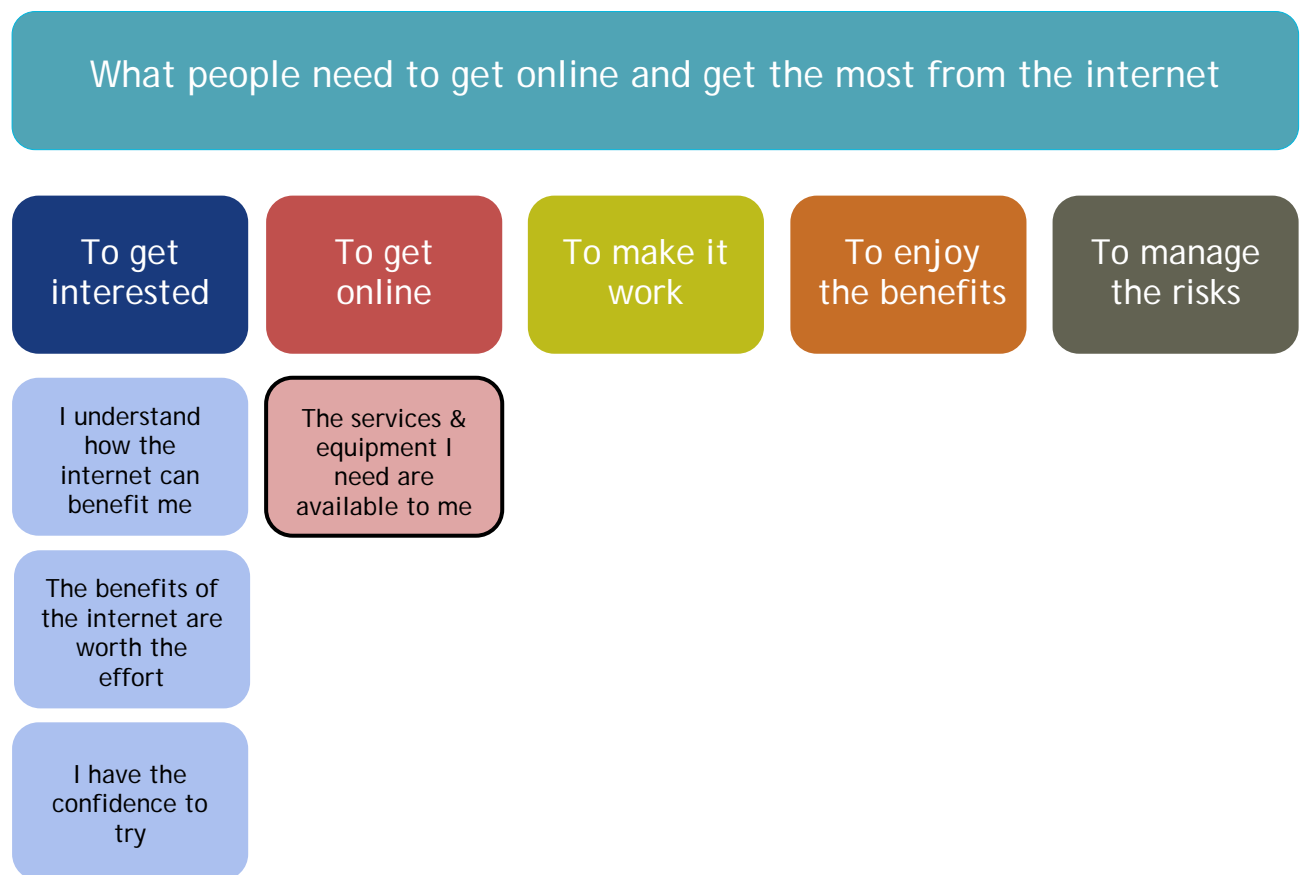 What people need to get online and get the most from the internet
To get
interested
To get
online
To make it
work
To enjoy
the benefits
To manage
the risks
I understand
how the
internet can
benefit me
The services &
equipment I
need are
available to me
The benefits of
the internet are
worth the
effort
I have the
confidence to
try